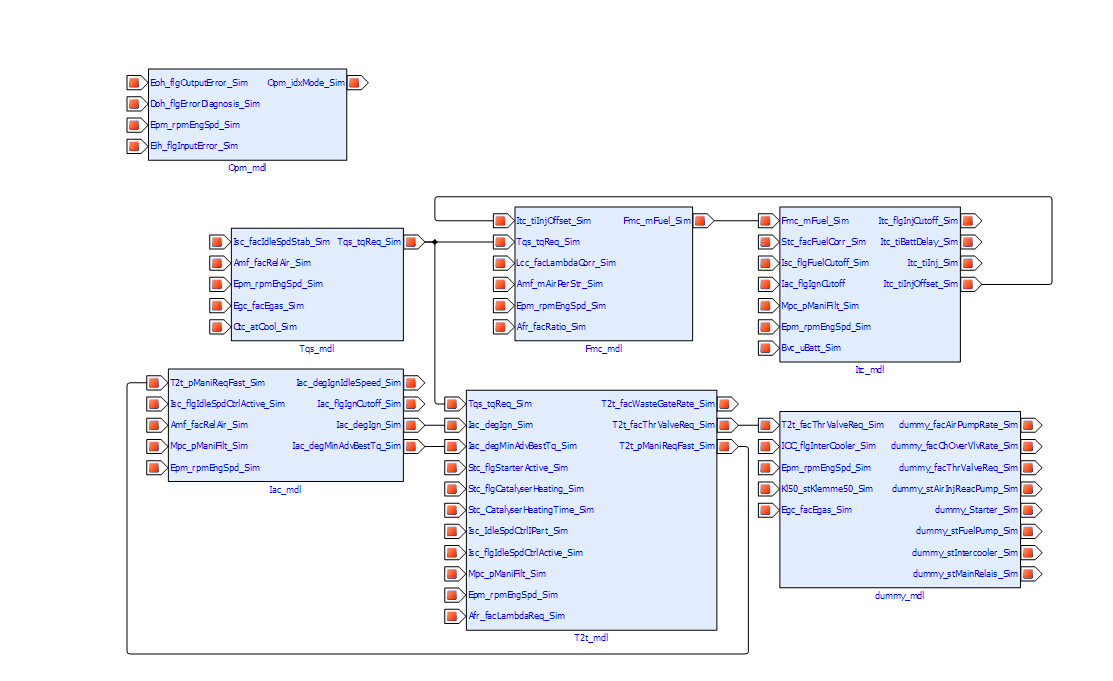 Eoh_flgOutputError_Sim
Opm_idxMode_Sim
Doh_flgErrorDiagnosis_Sim
Epm_rpmEngSpd_Sim
Eih_flgInputError_Sim
Opm_mdl
Isc_facIdleSpdStab_Sim
Tqs_tqReq_Sim
Amf_facRelAir_Sim
Epm_rpmEngSpd_Sim
Egc_facEgas_Sim
Ctc_atCool_Sim
Tqs_mdl
Itc_tiInjOffset_Sim
Fmc_mFuel_Sim
Tqs_tqReq_Sim
Lcc_facLambdaCorr_Sim
Amf_mAirPerStr_Sim
Epm_rpmEngSpd_Sim
Afr_facRatio_Sim
Fmc_mdl
Fmc_mFuel_Sim
Itc_flgInjCutoff_Sim
Stc_facFuelCorr_Sim
Itc_tiBattDelay_Sim
Isc_flgFuelCutoff_Sim
Itc_tiInj_Sim
Iac_flgIgnCutoff
Itc_tiInjOffset_Sim
Mpc_pManiFilt_Sim
Epm_rpmEngSpd_Sim
Bvc_uBatt_Sim
Itc_mdl
T2t_pManiReqFast_Sim
Iac_degIgnIdleSpeed_Sim
Isc_flgIdleSpdCtrlActive_Sim
Iac_flgIgnCutoff_Sim
Amf_facRelAir_Sim
Iac_degIgn_Sim
Mpc_pManiFilt_Sim
Iac_degMinAdvBestTq_Sim
Epm_rpmEngSpd_Sim
Iac_mdl
Tqs_tqReq_Sim
T2t_facWasteGateRate_Sim
Iac_degIgn_Sim
T2t_facThrValveReq_Sim
Iac_degMinAdvBestTq_Sim
T2t_pManiReqFast_Sim
Stc_flgStarterActive_Sim
Stc_flgCatalyserHeating_Sim
Stc_CatalyserHeatingTime_Sim
Isc_IdleSpdCtrlIPart_Sim
Isc_flgIdleSpdCtrlActive_Sim
Mpc_pManiFilt_Sim
Epm_rpmEngSpd_Sim
Afr_facLambdaReq_Sim
T2t_mdl
T2t_facThrValveReq_Sim
dummy_facAirPumpRate_Sim
ICC_flgInterCooler_Sim
dummy_facChOverVlvRate_Sim
Epm_rpmEngSpd_Sim
dummy_facThrValveReq_Sim
Kl50_stKlemme50_Sim
dummy_stAirInjReacPump_Sim
Egc_facEgas_Sim
dummy_Starter_Sim
dummy_stFuelPump_Sim
dummy_stIntercooler_Sim
dummy_stMainRelais_Sim
dummy_mdl